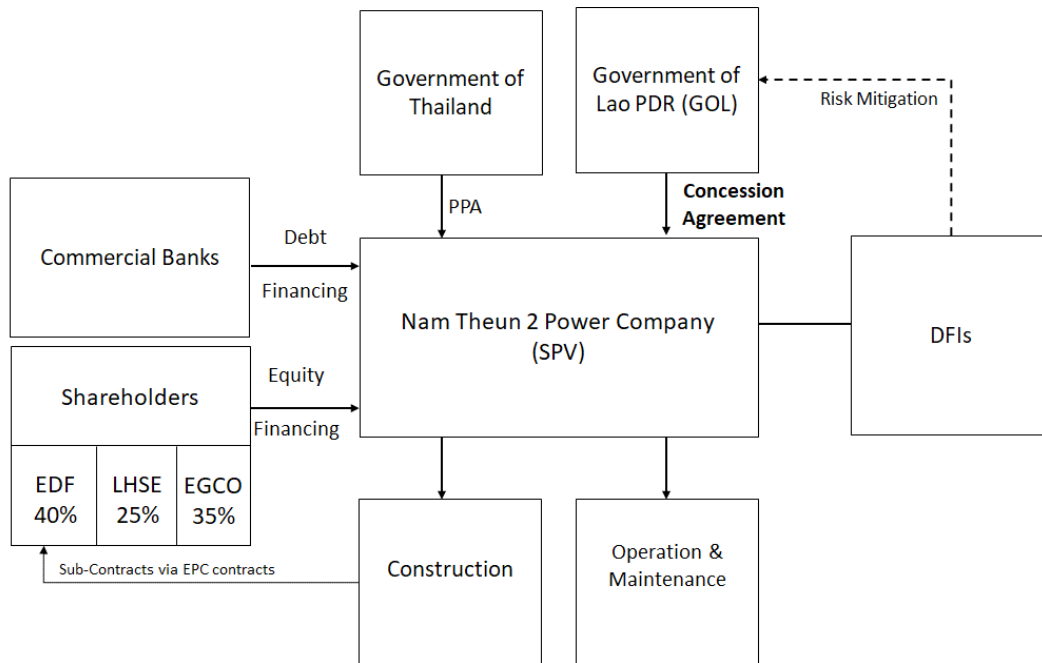 Government of
Thailand
Government of
Lao PDR (GOL)
Risk Mitigation
PPA
Concession
Agreement
Commercial Banks
Debt
Financing
Nam Theun 2 Power Company
(SPV)
DFIs
Shareholders
Equity
Financing
EDF
40%
LHSE
25%
EGCO
35%
Sub-Contracts via EPC contracts
Construction
Operation &
Maintenance